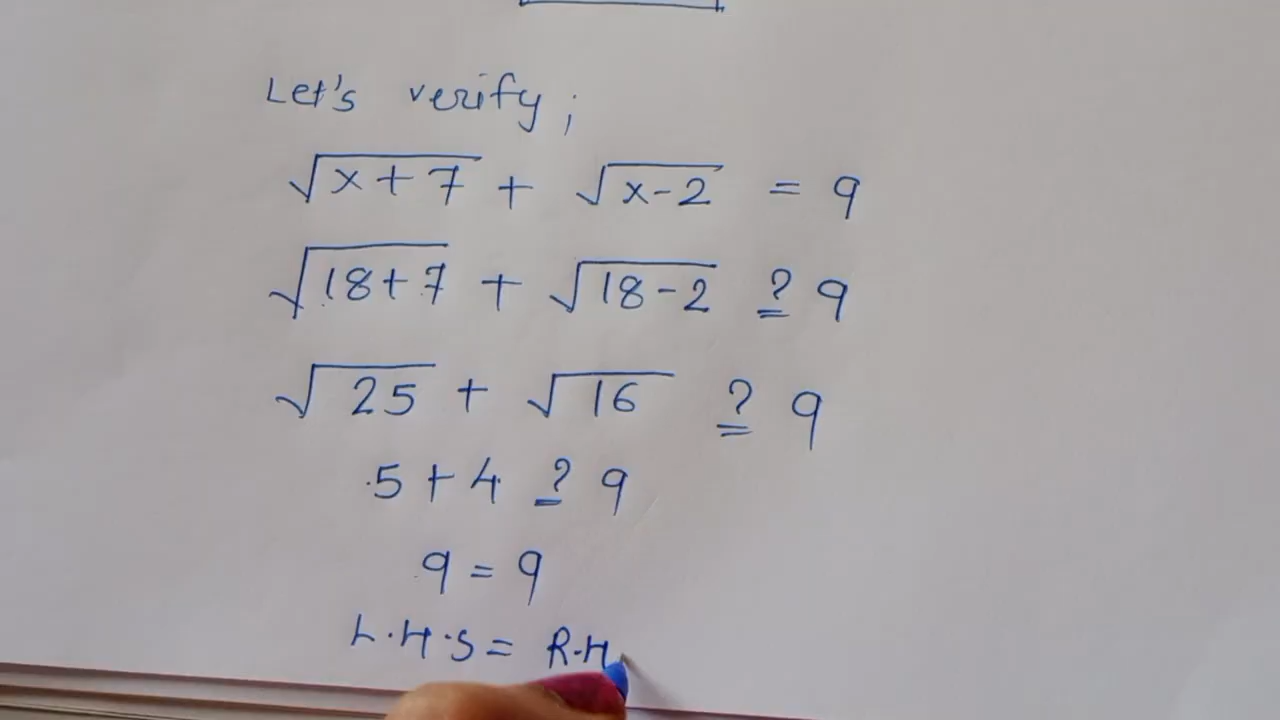 Let's verify;
√x+7 + √x-2 = 9
√18+7 + √18-2 ? 9
√25 + √16 ? 9
5+4 ? 9
9 = 9
L.H.S = R.H